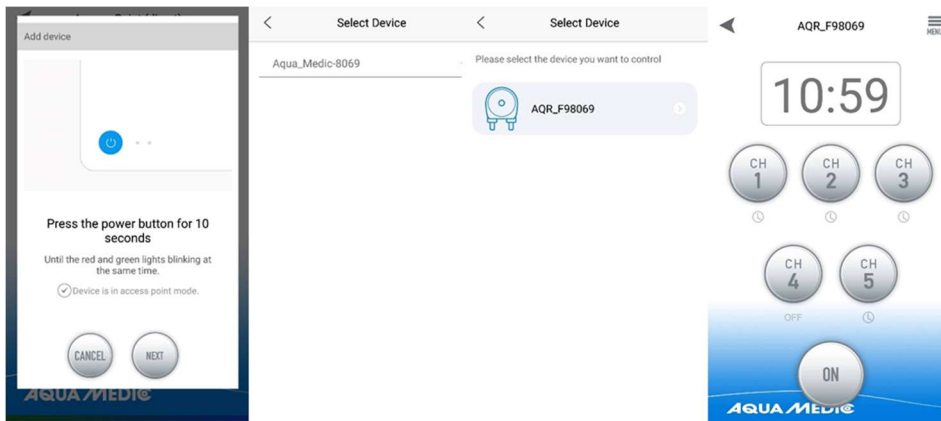 Add device
Press the power button for 10
seconds
Until the red and green lights blinking at
the same time.
Device is in access point mode.
CANCEL
NEXT
AQUA MEDIC
Select Device
Aqua_Medic-8069
Select Device
Please select the device you want to control
AQR_F98069
AQR_F98069
MENU
10:59
CH
1
CH
2
CH
3
CH
4
CH
5
OFF
ON
AQUA MEDIC